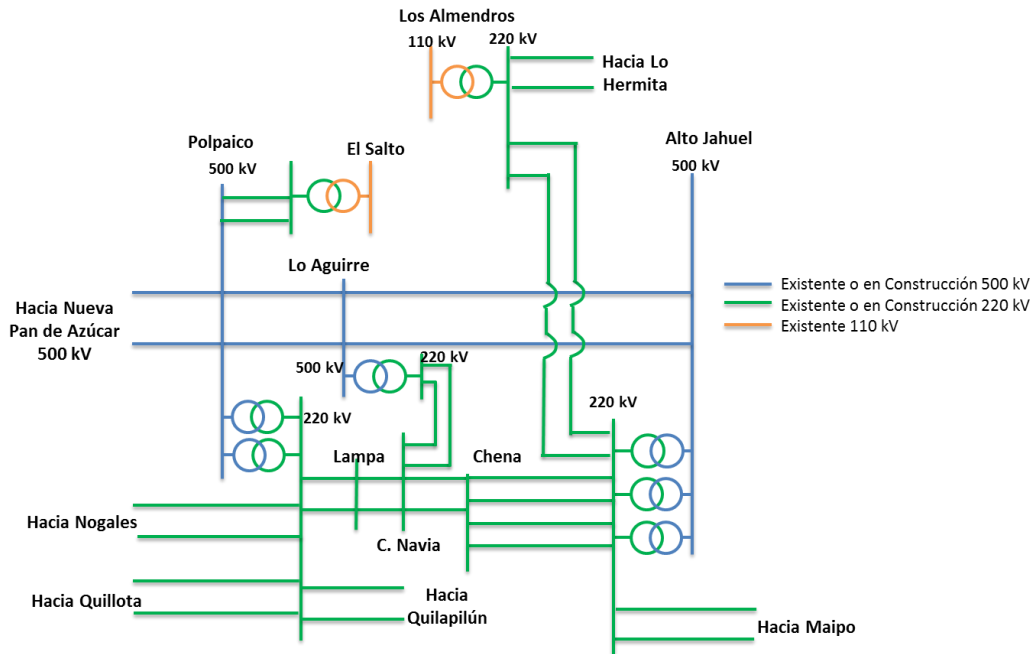 Los Almendros
110 kV
220 kV
Hacia Lo
Hermita
Polpaico
500 kV
El Salto
Alto Jahuel
500 kV
Lo Aguirre
Hacia Nueva
Pan de Azúcar
500 kV
Existente o en Construcción 500 kV
Existente o en Construcción 220 kV
Existente 110 kV
500 kV
220 kV
220 kV
220 kV
Lampa
Chena
Hacia Nogales
C. Navia
Hacia Quillota
Hacia
Quilapilún
Hacia Maipo